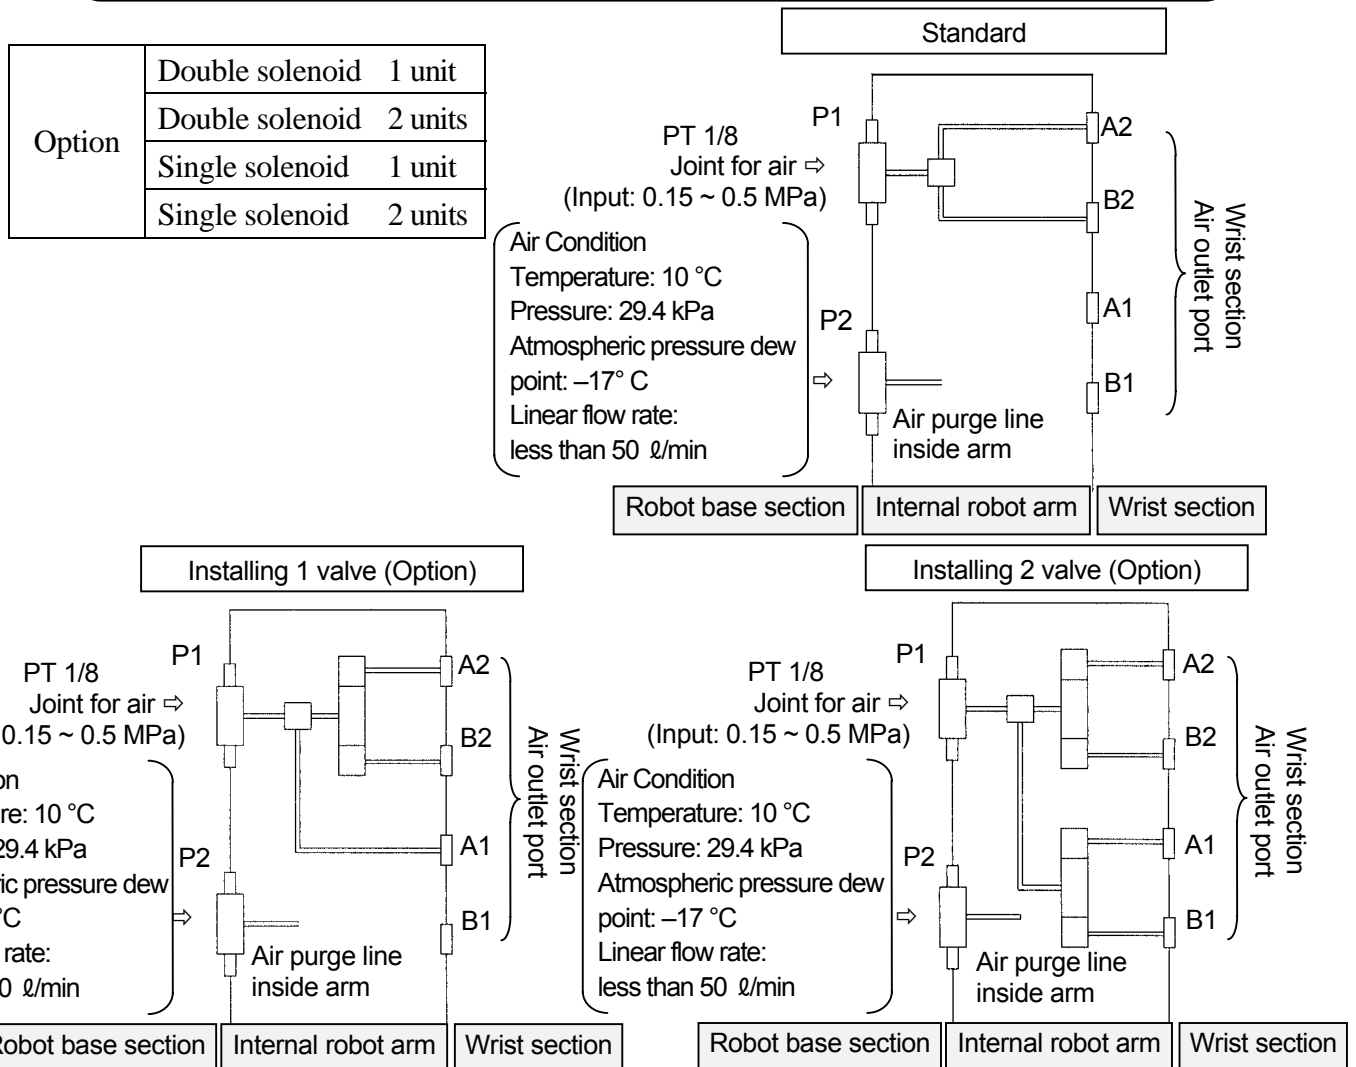 Standard
Option
Double solenoid 1 unit
Double solenoid 2 units
Single solenoid 1 unit
Single solenoid 2 units
P1
PT 1/8
Joint for air ⇨
(Input: 0.15 ~ 0.5 MPa)
Air Condition
Temperature: 10 °C
Pressure: 29.4 kPa
Atmospheric pressure dew
point: –17° C
Linear flow rate:
less than 50 ℓ/min
P2
⇨
Air purge line
inside arm
A2
B2
A1
B1
Wrist section
Air outlet port
Robot base section
Internal robot arm
Wrist section
Installing 1 valve (Option)
P1
PT 1/8
Joint for air ⇨
0.15 ~ 0.5 MPa)
on
re: 10 °C
29.4 kPa
ic pressure dew
°C
rate:
0 ℓ/min
P2
⇨
Air purge line
inside arm
A2
B2
A1
B1
Wrist section
Air outlet port
Robot base section
Internal robot arm
Wrist section
Installing 2 valve (Option)
P1
PT 1/8
Joint for air ⇨
(Input: 0.15 ~ 0.5 MPa)
Air Condition
Temperature: 10 °C
Pressure: 29.4 kPa
Atmospheric pressure dew
point: –17 °C
Linear flow rate:
less than 50 ℓ/min
P2
⇨
Air purge line
inside arm
A2
B2
A1
B1
Wrist section
Air outlet port
Robot base section
Internal robot arm
Wrist section